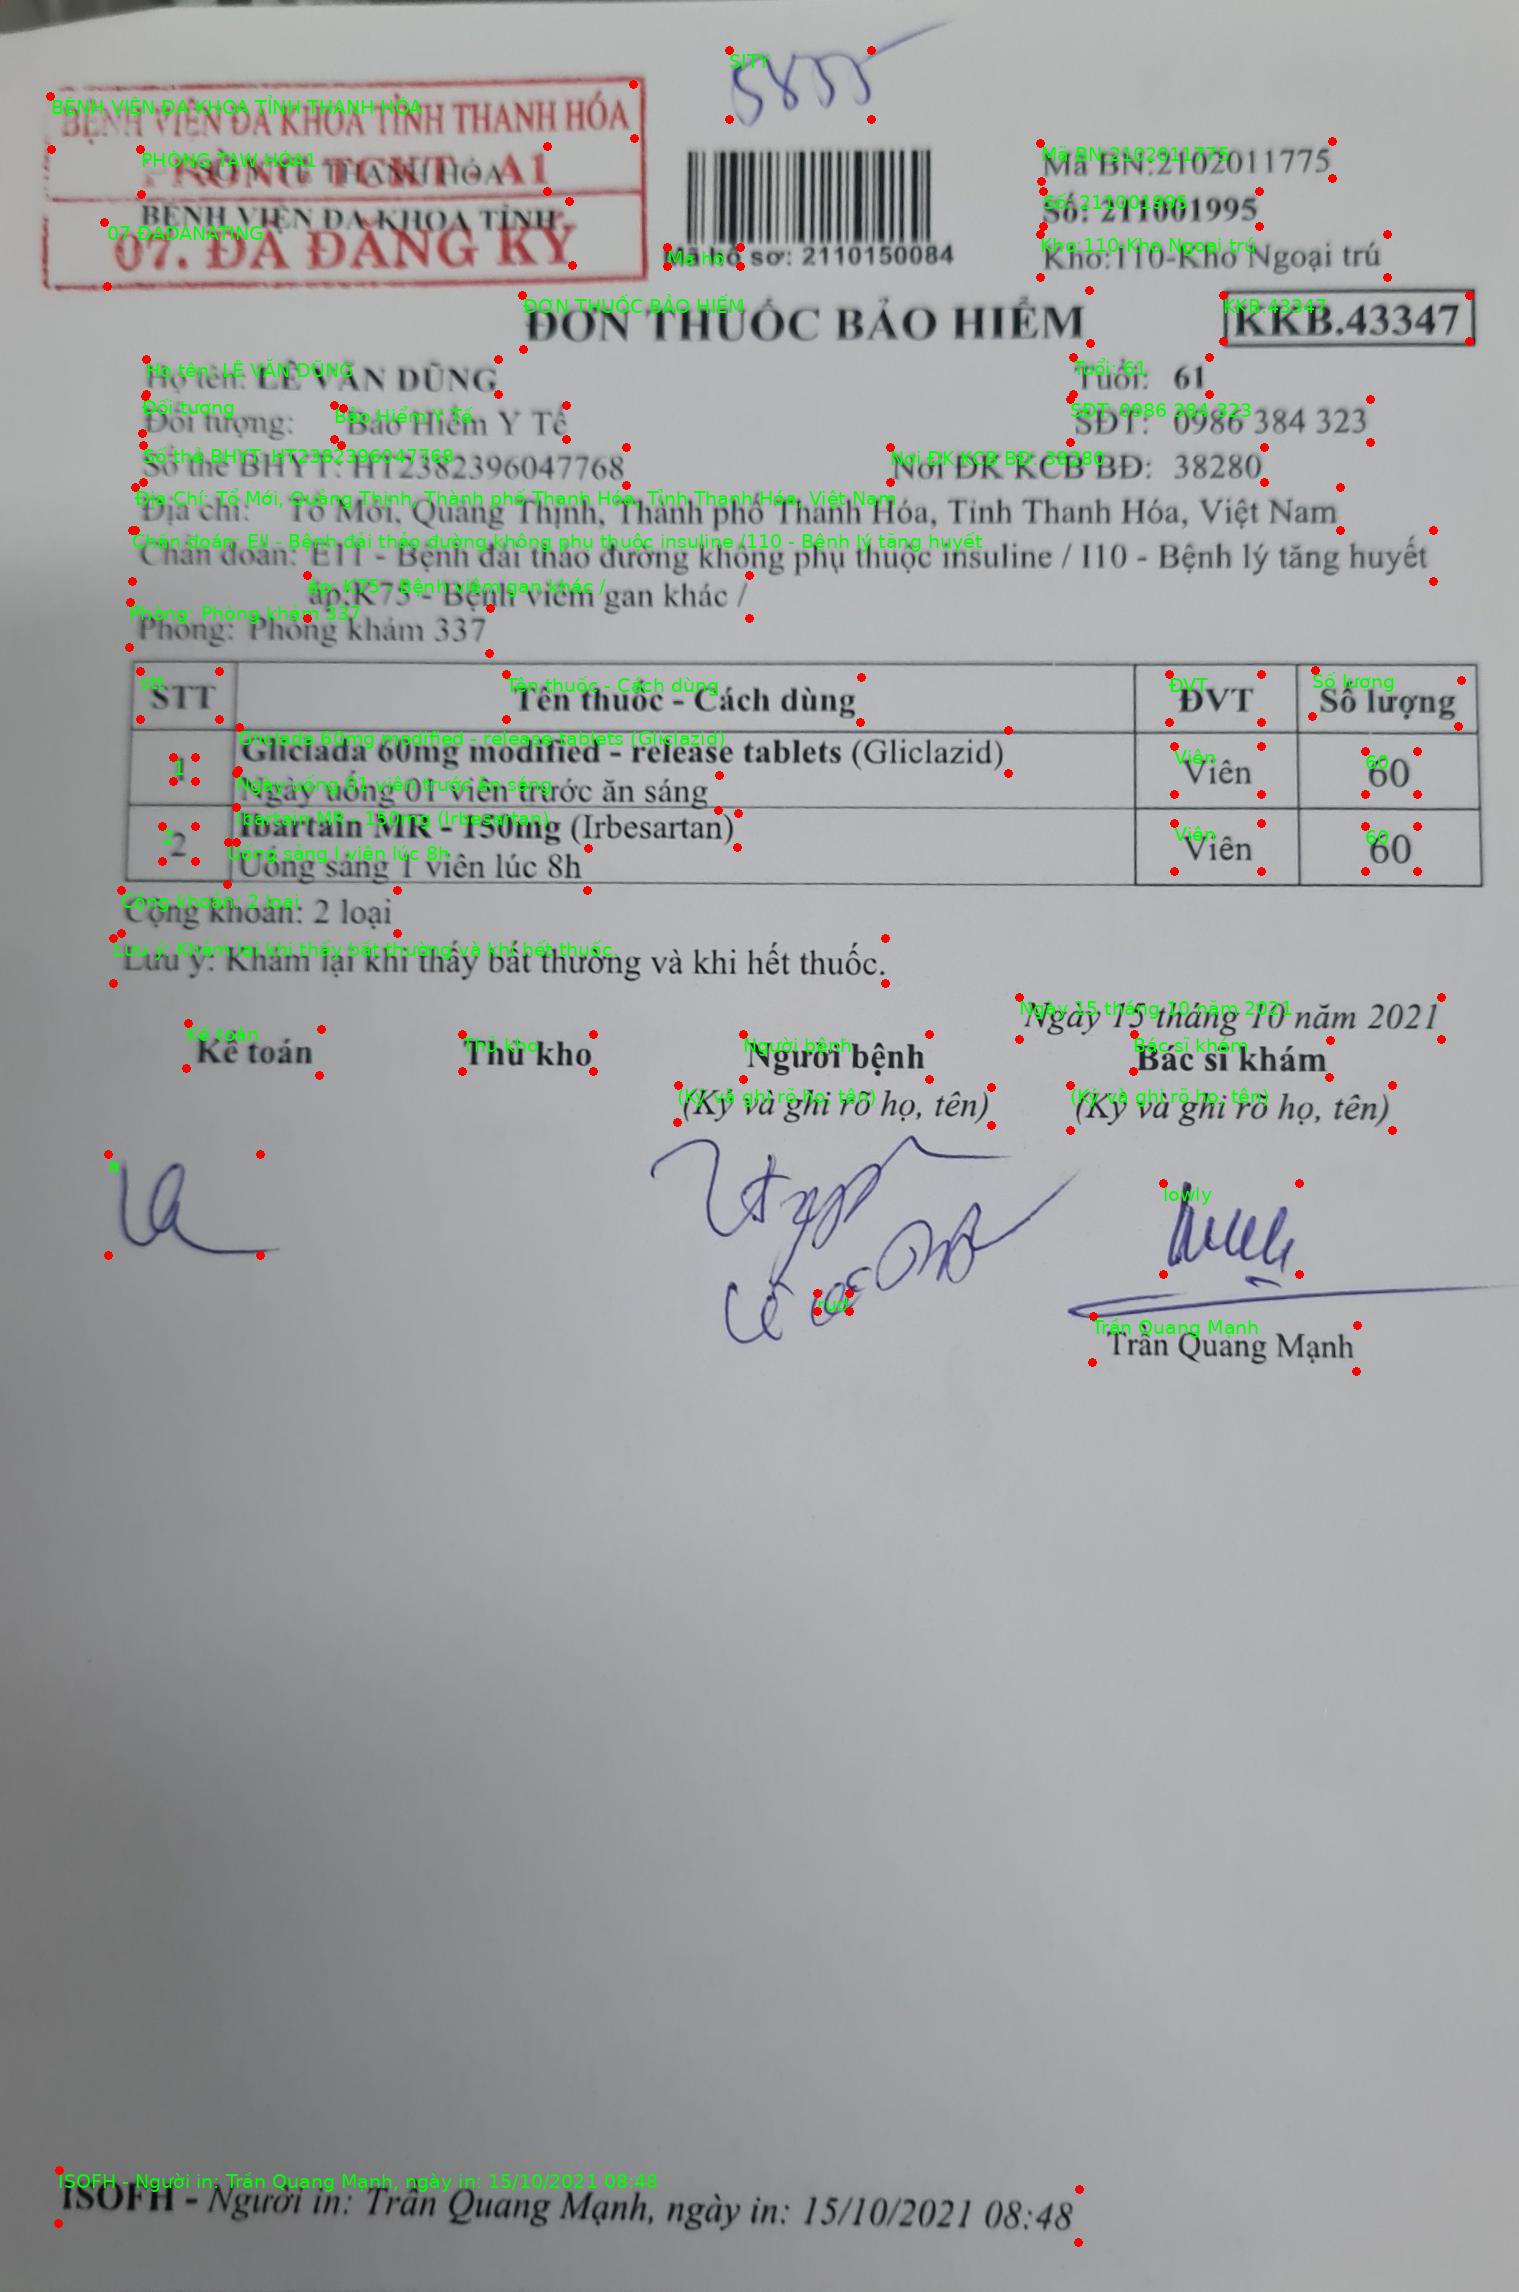 5855
BỆNH VIỆN ĐA KHOA TỈNH THANH HÓA
PHÒNG TCNT - A1
SỞ Y TẾ THANH HÓA
BỆNH VIỆN ĐA KHOA TỈNH
07. ĐÃ ĐĂNG KÝ
Mã hồ sơ: 2110150084
Mã BN:2102011775
Số: 211001995
Kho:110-Kho Ngoại trú
ĐƠN THUỐC BẢO HIỂM
KKB.43347
Họ tên: LÊ VĂN DŨNG
Tuổi: 61
Đối tượng: Bảo Hiểm Y Tế
SĐT: 0986 384 323
Số thẻ BHYT: HT2382396047768
Nơi ĐK KCB BĐ: 38280
Địa chỉ: Tổ Mới, Quảng Thịnh, Thành phố Thanh Hóa, Tỉnh Thanh Hóa, Việt Nam
Chẩn đoán: E11 - Bệnh đái tháo đường không phụ thuộc insuline / I10 - Bệnh lý tăng huyết
áp;K75 - Bệnh viêm gan khác /
Phòng: Phòng khám 337
STT Tên thuốc - Cách dùng ĐVT Số lượng
1 Gliclada 60mg modified - release tablets (Gliclazid) Viên 60
Ngày uống 01 viên trước ăn sáng
2 Ibartain MR - 150mg (Irbesartan) Viên 60
Uống sáng 1 viên lúc 8h
Cộng khoản: 2 loại
Lưu ý: Khám lại khi thấy bất thường và khi hết thuốc.
Ngày 15 tháng 10 năm 2021
Kế toán Thủ kho Người bệnh Bác sĩ khám
(Ký và ghi rõ họ, tên) (Ký và ghi rõ họ, tên)
Trần Quang Mạnh
ISOFH - Người in: Trần Quang Mạnh, ngày in: 15/10/2021 08:48